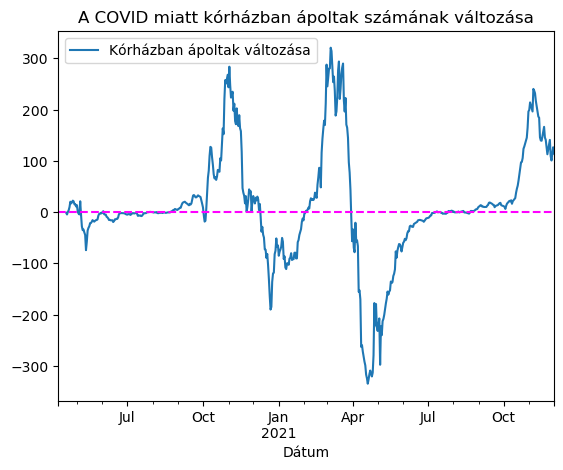 A COVID miatt kórházban ápoltak számának változása
Kórházban ápoltak változása
300
200
100
0
−100
−200
−300
Jul
Oct
Jan
2021
Apr
Jul
Oct
Dátum